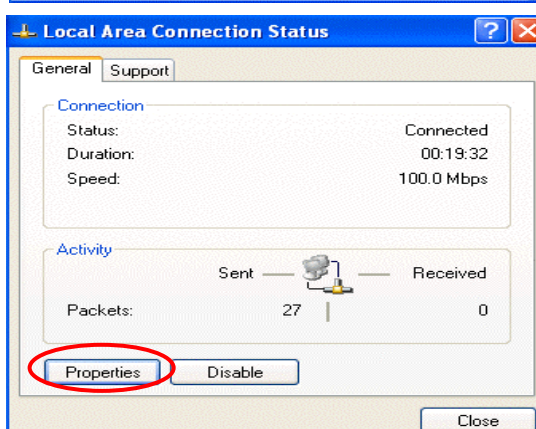 Local Area Connection Status
General Support
Connection
Status: Connected
Duration: 00:19:32
Speed: 100.0 Mbps
Activity
Sent Received
Packets: 27 0
Properties Disable
Close